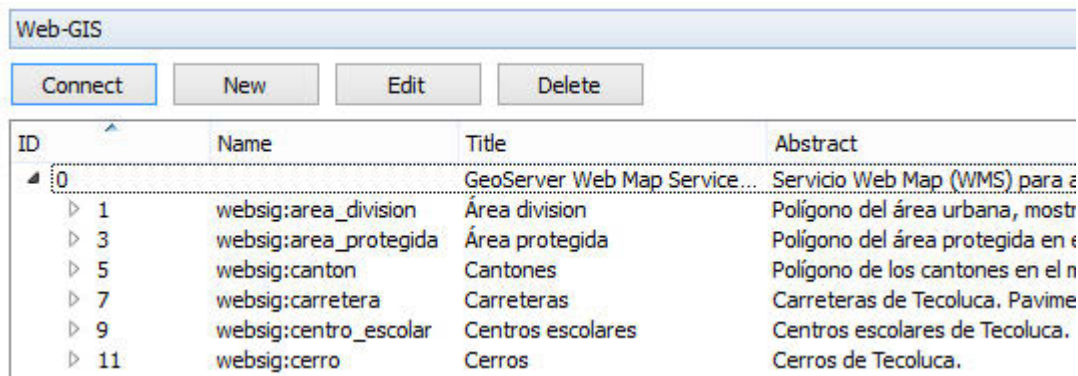 Web-GIS
Connect New Edit Delete
ID Name Title Abstract
0 GeoServer Web Map Service... Servicio Web Map (WMS) para a
1 websig:area_division Área division Polígono del área urbana, mostr
3 websig:area_protegida Área protegida Polígono del área protegida en e
5 websig:canton Cantones Polígono de los cantones en el m
7 websig:carretera Carreteras Carreteras de Tecoluca. Pavime
9 websig:centro_escolar Centros escolares Centros escolares de Tecoluca.
11 websig:cerro Cerros Cerros de Tecoluca.